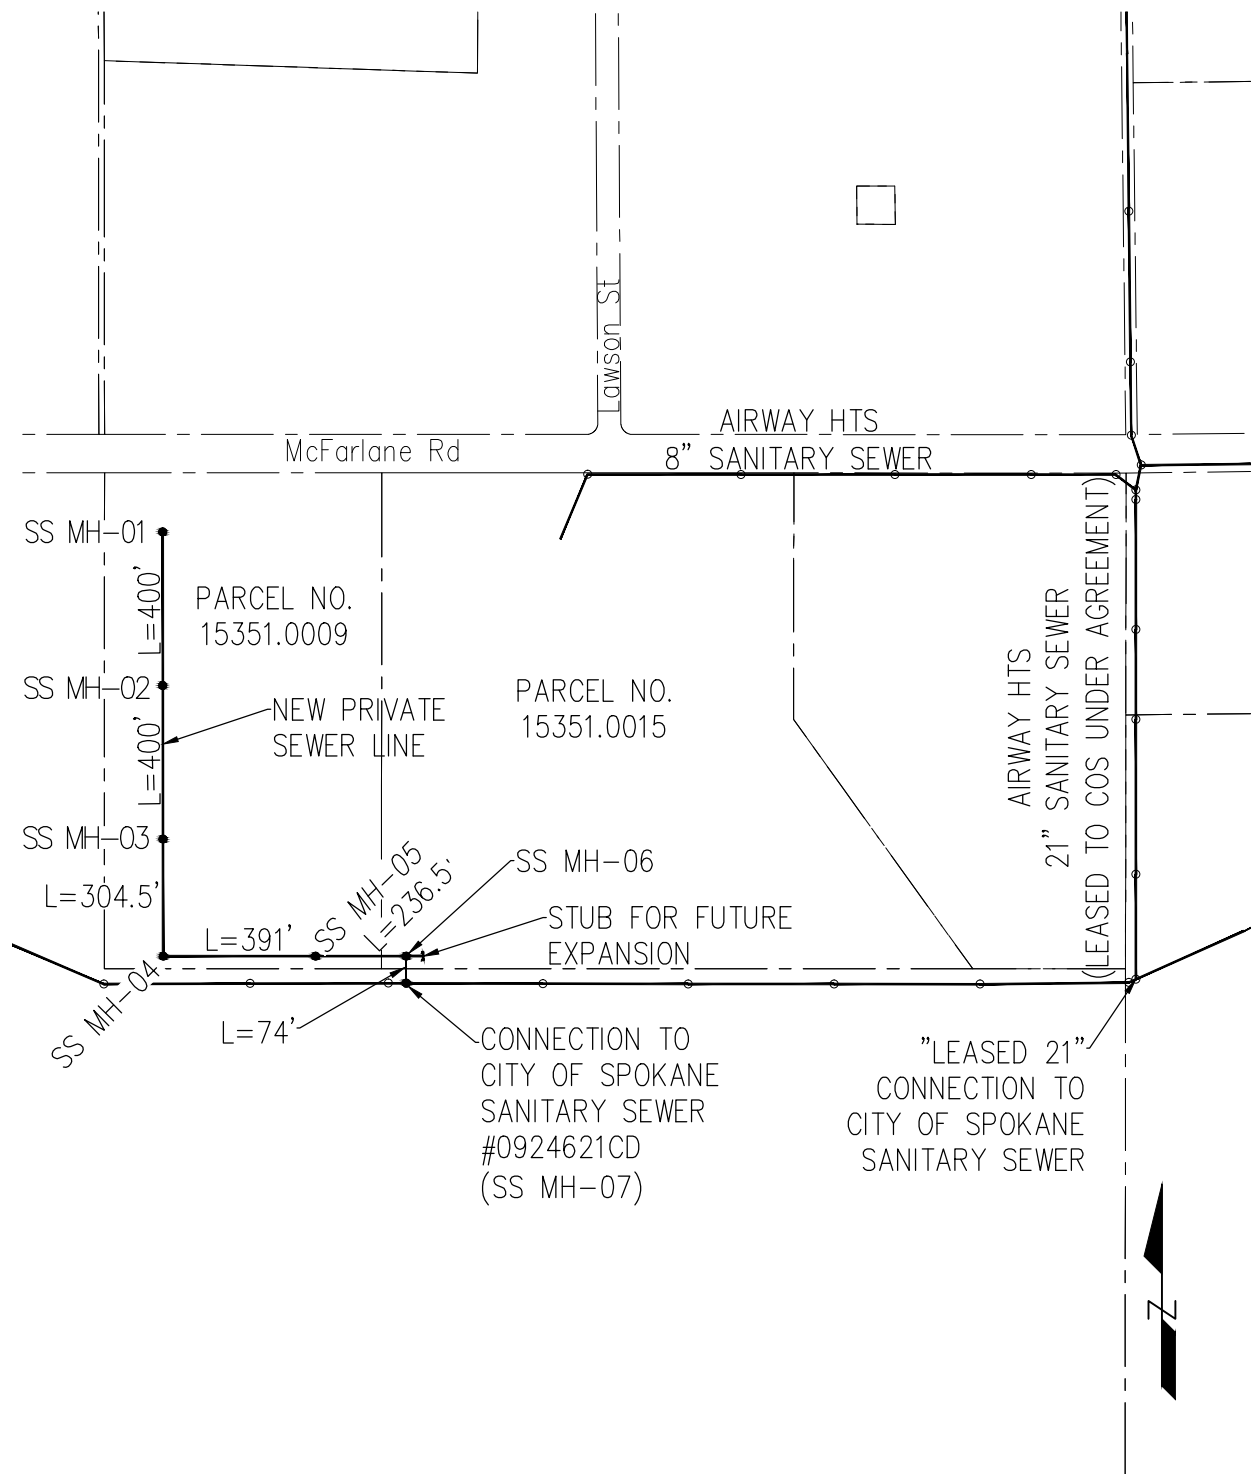 Lawson St
AIRWAY HTS
8" SANITARY SEWER
McFarlane Rd
SS MH-01
L=400'
PARCEL NO.
15351.0009
SS MH-02
L=400'
NEW PRIVATE
SEWER LINE
PARCEL NO.
15351.0015
AIRWAY HTS
21" SANITARY SEWER
(LEASED TO COS UNDER AGREEMENT)
SS MH-03
L=304.5'
L=391'
SS MH-05
L=236.5'
SS MH-06
STUB FOR FUTURE
EXPANSION
SS MH-04
L=74'
CONNECTION TO
CITY OF SPOKANE
SANITARY SEWER
#0924621CD
(SS MH-07)
"LEASED 21"
CONNECTION TO
CITY OF SPOKANE
SANITARY SEWER
N